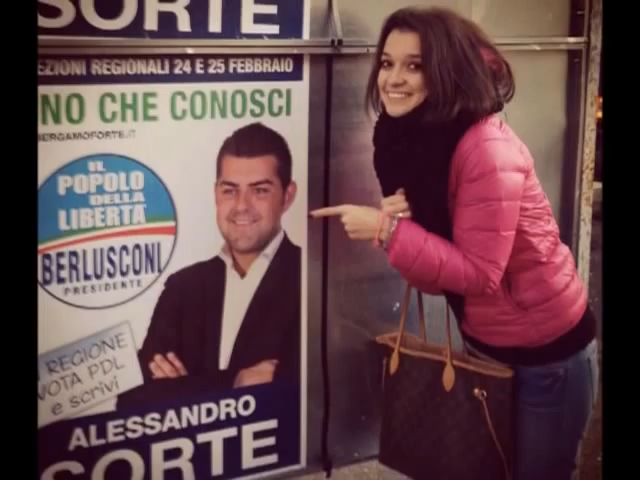 SORTE
EZIONI REGIONALI 24 E 25 FEBBRAIO
NO CHE CONOSCI
BERGAMOFORTE.IT
IL
POPOLO
DELLA
LIBERTÀ
BERLUSCONI
PRESIDENTE
REGIONE
VOTA PDL
e scrivi
ALESSANDRO
SORTE